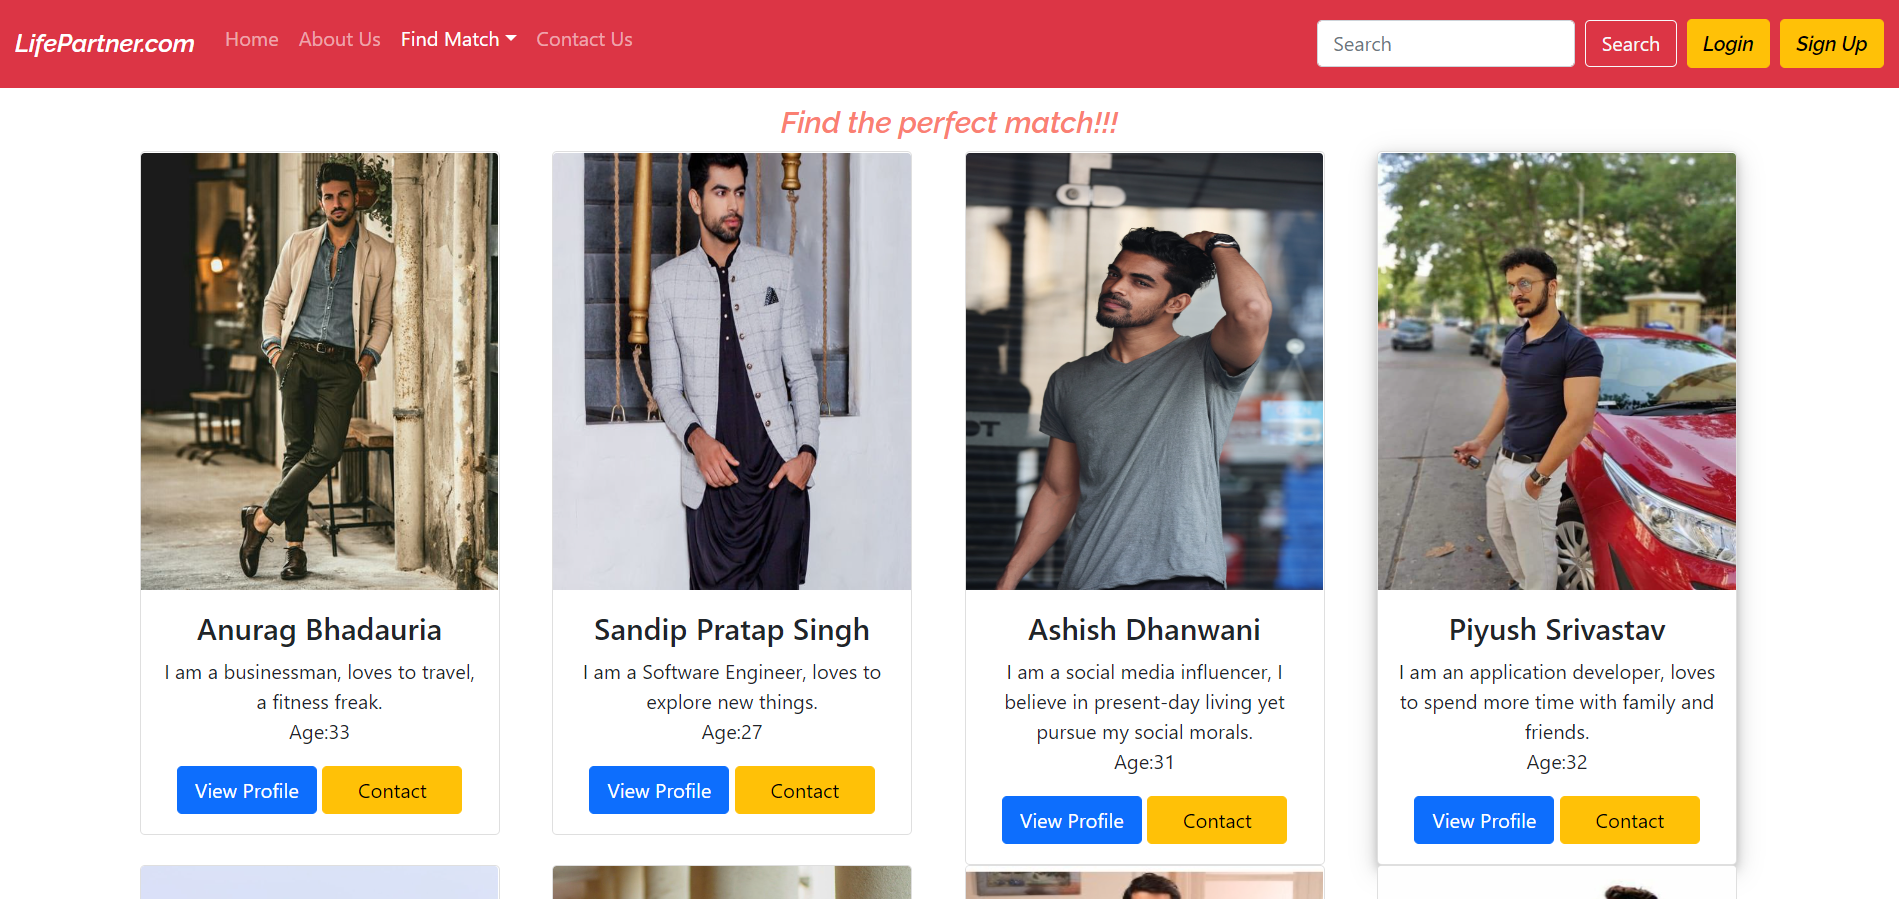 LifePartner.com Home About Us Find Match Contact Us Search Search Login Sign Up
Find the perfect match!!!
Anurag Bhadauria
I am a businessman, loves to travel,
a fitness freak.
Age:33
View Profile Contact
Sandip Pratap Singh
I am a Software Engineer, loves to
explore new things.
Age:27
View Profile Contact
Ashish Dhanwani
I am a social media influencer, I
believe in present-day living yet
pursue my social morals.
Age:31
View Profile Contact
Piyush Srivastav
I am an application developer, loves
to spend more time with family and
friends.
Age:32
View Profile Contact